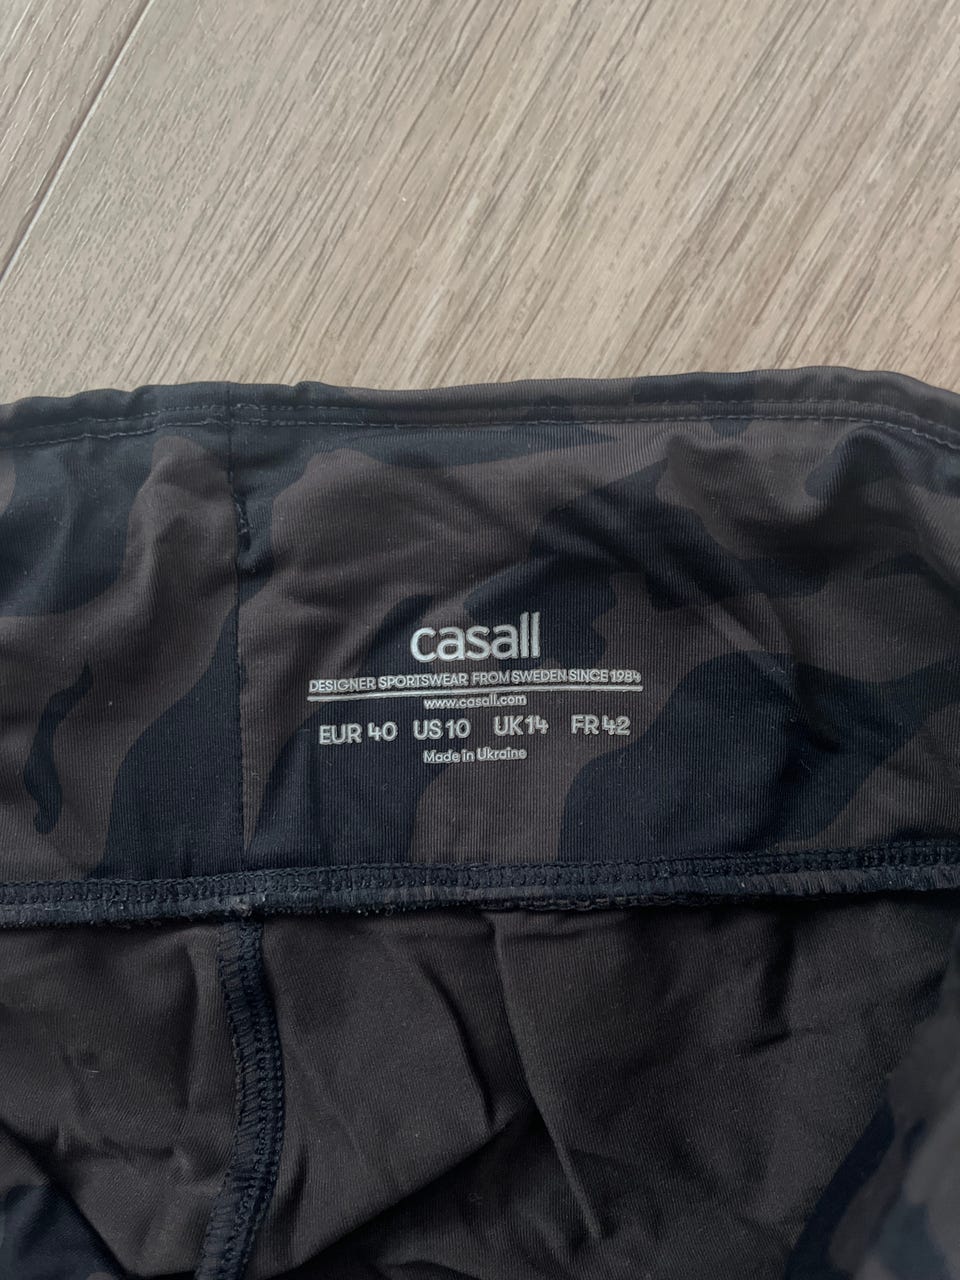 casall
DESIGNER SPORTSWEAR FROM SWEDEN SINCE 1984
www.casall.com
EUR 40 US 10 UK 14 FR 42
Made in Ukraine